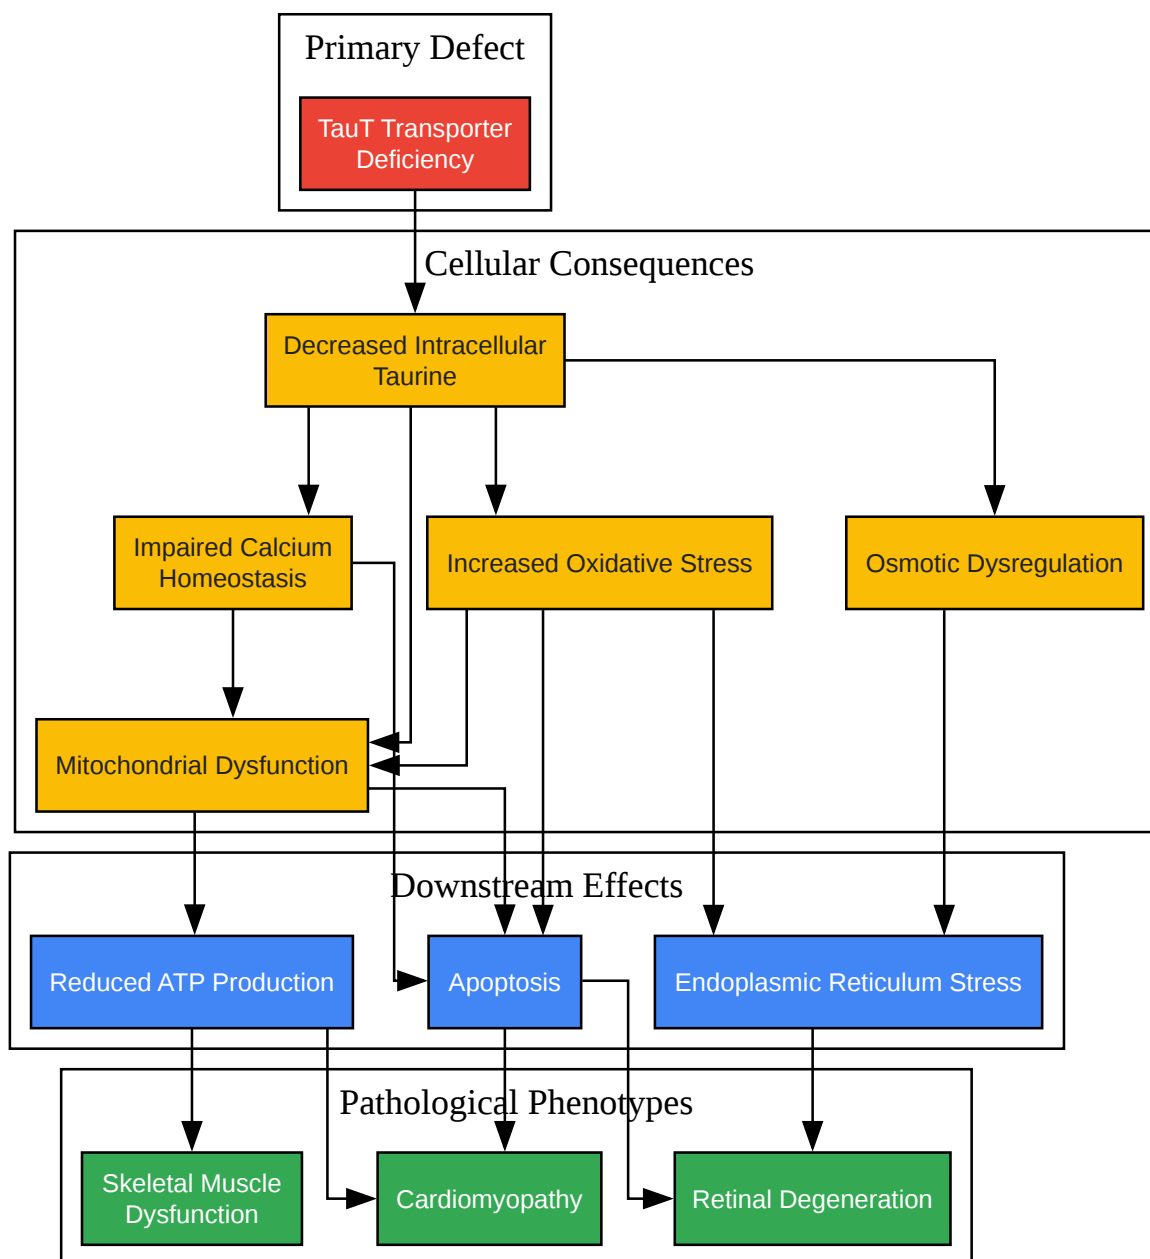 Primary Defect
TauT Transporter
Deficiency
Cellular Consequences
Decreased Intracellular
Taurine
Impaired Calcium
Homeostasis
Increased Oxidative Stress
Osmotic Dysregulation
Mitochondrial Dysfunction
Downstream Effects
Reduced ATP Production
Apoptosis
Endoplasmic Reticulum Stress
Pathological Phenotypes
Skeletal Muscle
Dysfunction
Cardiomyopathy
Retinal Degeneration